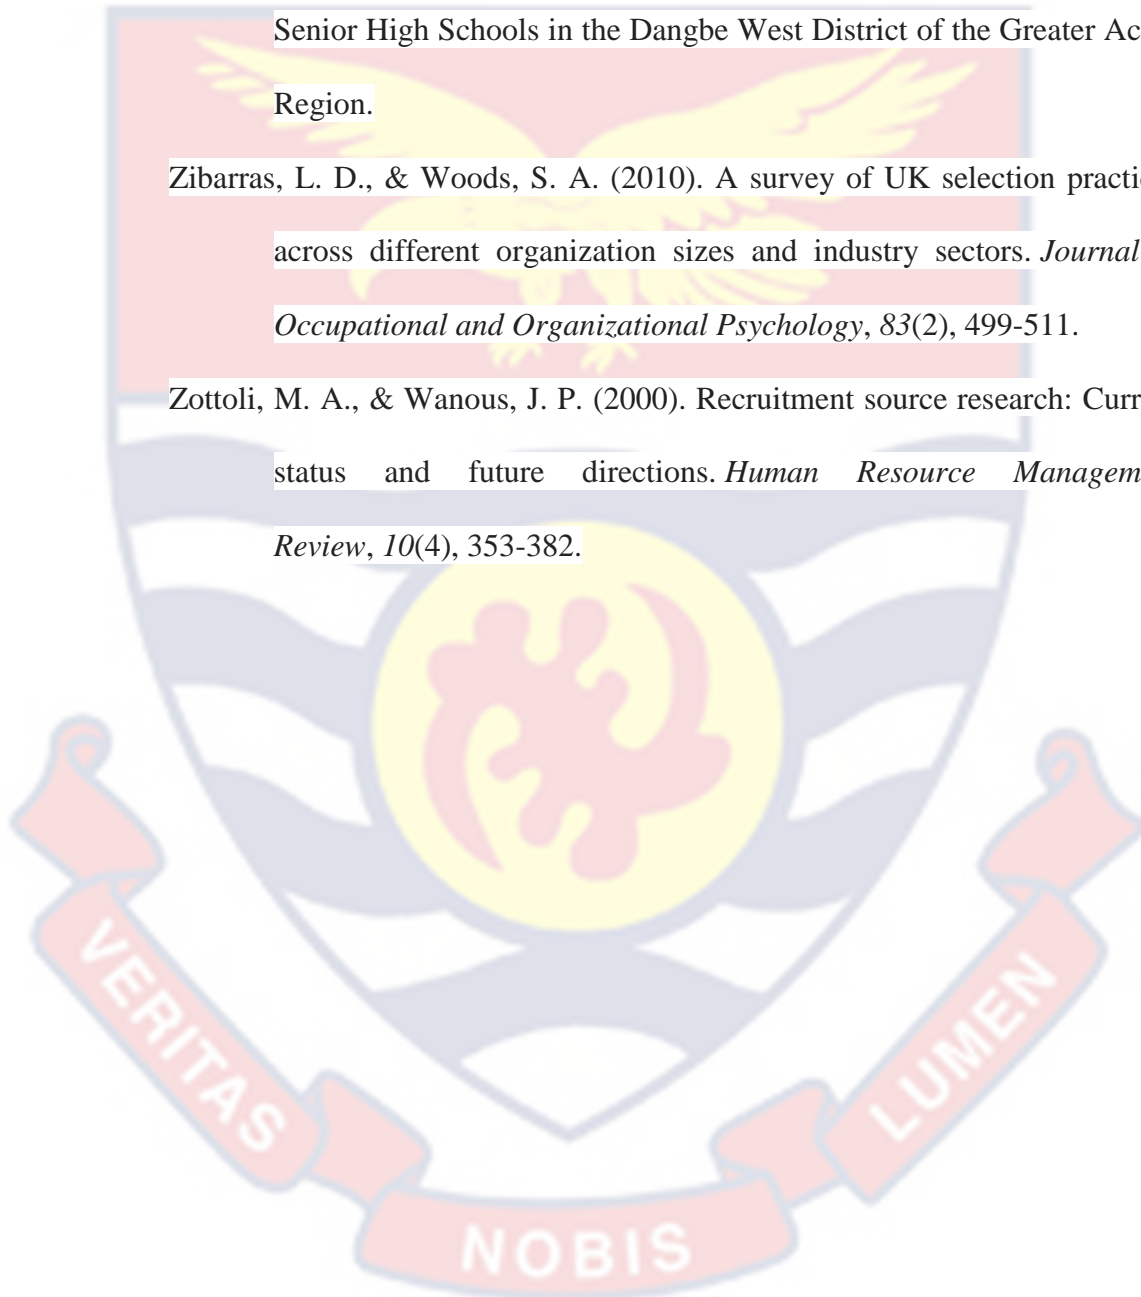 Senior High Schools in the Dangbe West District of the Greater Ac
Region.
Zibarras, L. D., & Woods, S. A. (2010). A survey of UK selection practi
across different organization sizes and industry sectors. Journal
Occupational and Organizational Psychology, 83(2), 499-511.
Zottoli, M. A., & Wanous, J. P. (2000). Recruitment source research: Curr
status and future directions. Human Resource Managem
Review, 10(4), 353-382.
VERITAS
NOBIS
LUMEN